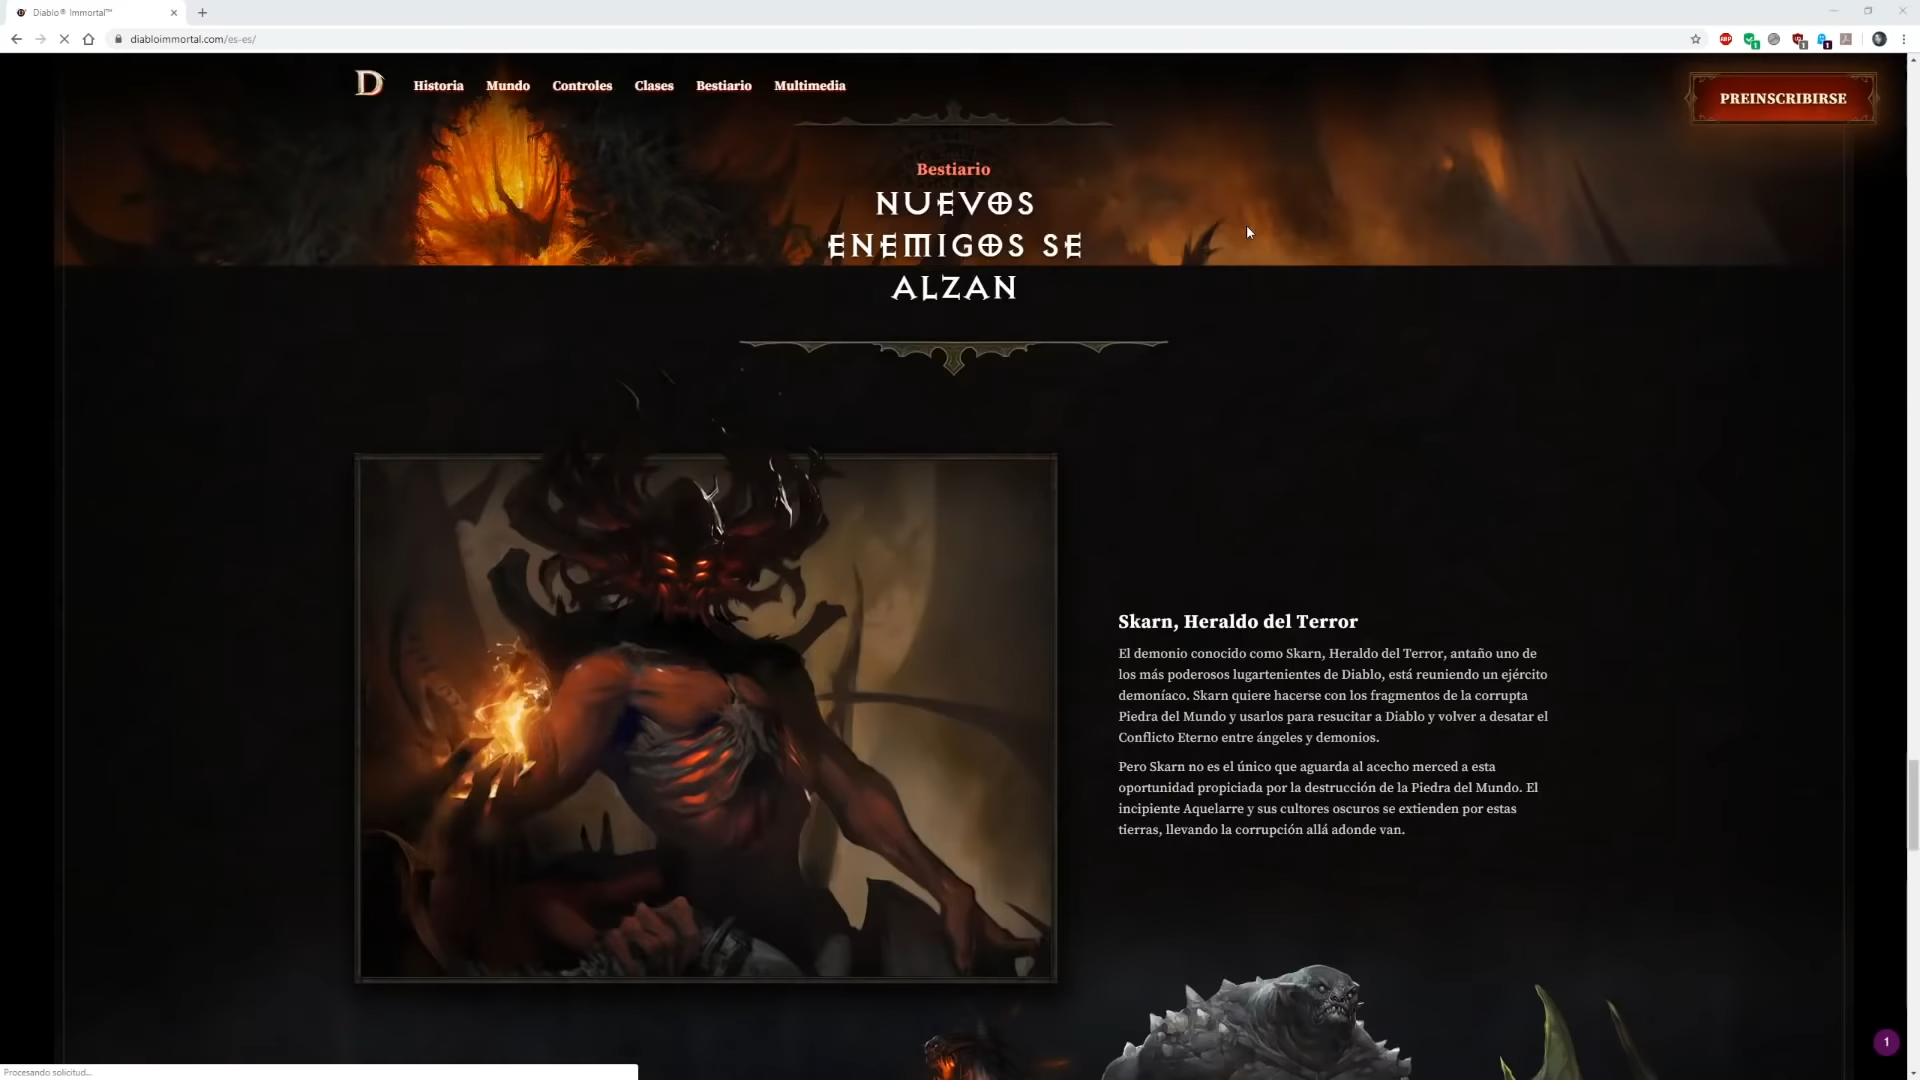 Diablo® Immortal™
diabloimmortal.com/es-es/
D
Historia Mundo Controles Clases Bestiario Multimedia
PREINSCRIBIRSE
Bestiario
NUEVOS
ENEMIGOS SE
ALZAN
Skarn, Heraldo del Terror
El demonio conocido como Skarn, Heraldo del Terror, antaño uno de
los más poderosos lugartenientes de Diablo, está reuniendo un ejército
demoníaco. Skarn quiere hacerse con los fragmentos de la corrupta
Piedra del Mundo y usarlos para resucitar a Diablo y volver a desatar el
Conflicto Eterno entre ángeles y demonios.
Pero Skarn no es el único que aguarda al acecho merced a esta
oportunidad propiciada por la destrucción de la Piedra del Mundo. El
incipiente Aquelarre y sus cultores oscuros se extienden por estas
tierras, llevando la corrupción allá adonde van.
1
Procesando solicitud...